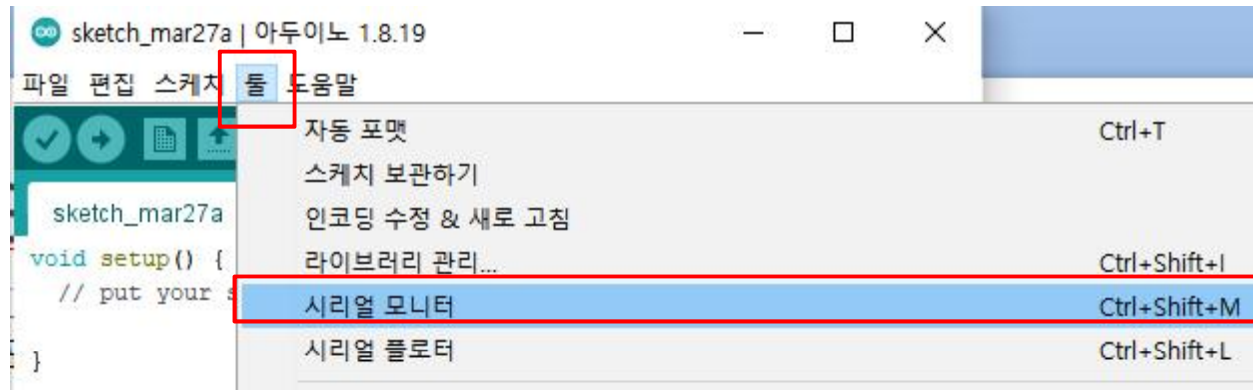 sketch_mar27a | 아두이노 1.8.19
파일 편집 스케치 툴 도움말
자동 포맷 Ctrl+T
스케치 보관하기
sketch_mar27a
인코딩 수정 & 새로 고침
void setup() {
라이브러리 관리... Ctrl+Shift+I
// put your s
시리얼 모니터 Ctrl+Shift+M
}
시리얼 플로터 Ctrl+Shift+L